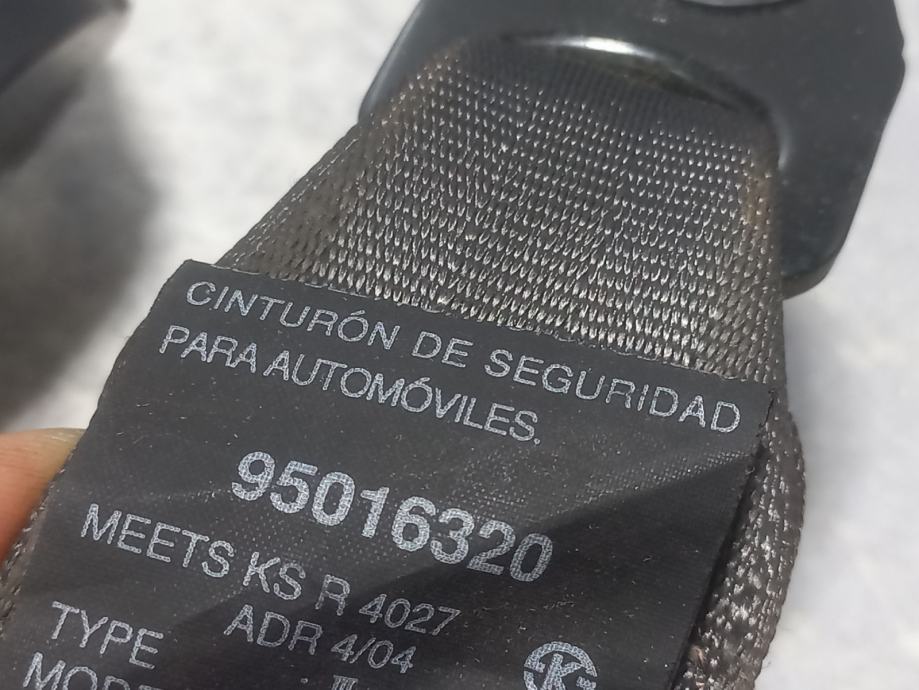 CINTURÓN DE SEGURIDAD
PARA AUTOMÓVILES.
95016320
MEETS KS R 4027
ADR 4/04
TYPE